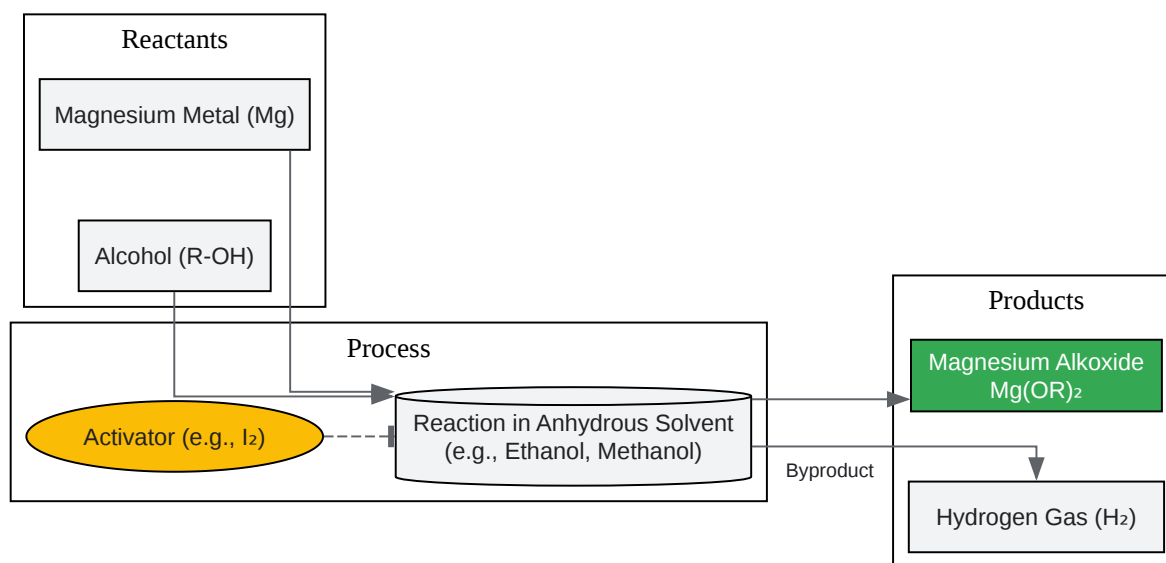 Reactants
Magnesium Metal (Mg)
Alcohol (R-OH)
Process
Activator (e.g., I₂)
Reaction in Anhydrous Solvent
(e.g., Ethanol, Methanol)
Byproduct
Products
Magnesium Alkoxide
Mg(OR)₂
Hydrogen Gas (H₂)